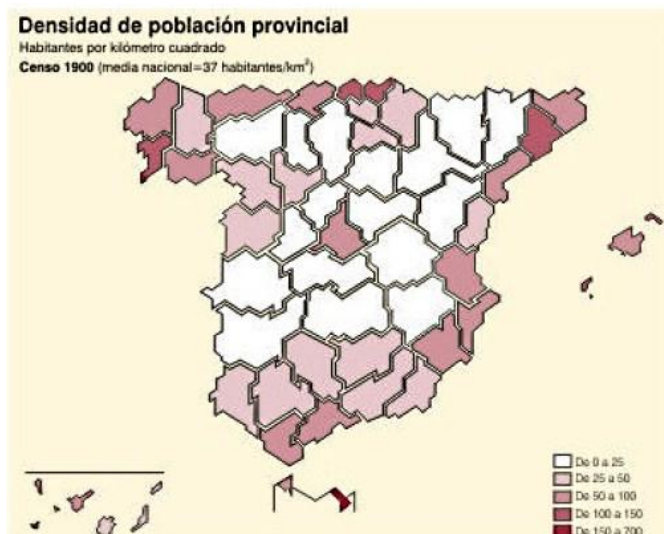 Densidad de población provincial
Habitantes por kilómetro cuadrado
Censo 1900 (media nacional=37 habitantes/km²)
De 0 a 25
De 25 a 50
De 50 a 100
De 100 a 150
De 150 a 700